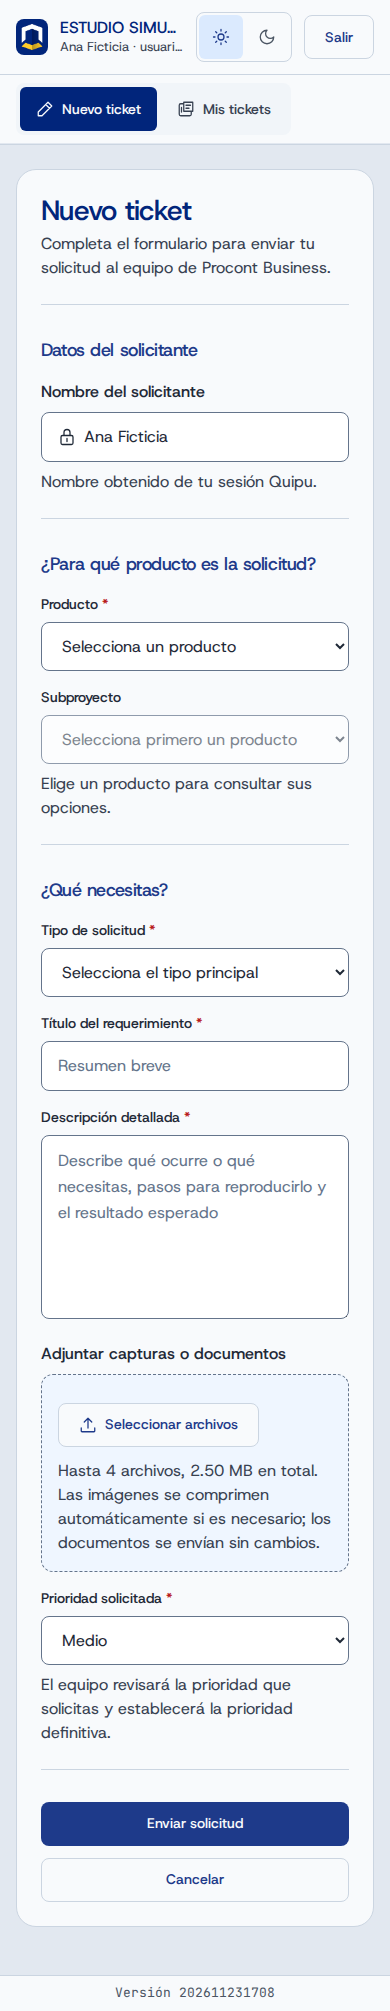 ESTUDIO SIMU...
Ana Ficticia · usuari...
Salir
Nuevo ticket
Mis tickets
Nuevo ticket
Completa el formulario para enviar tu
solicitud al equipo de Procont Business.
Datos del solicitante
Nombre del solicitante
Ana Ficticia
Nombre obtenido de tu sesión Quipu.
¿Para qué producto es la solicitud?
Producto *
Selecciona un producto
Subproyecto
Selecciona primero un producto
Elige un producto para consultar sus
opciones.
¿Qué necesitas?
Tipo de solicitud *
Selecciona el tipo principal
Título del requerimiento *
Resumen breve
Descripción detallada *
Describe qué ocurre o qué
necesitas, pasos para reproducirlo y
el resultado esperado
Adjuntar capturas o documentos
Seleccionar archivos
Hasta 4 archivos, 2.50 MB en total.
Las imágenes se comprimen
automáticamente si es necesario; los
documentos se envían sin cambios.
Prioridad solicitada *
Medio
El equipo revisará la prioridad que
solicitas y establecerá la prioridad
definitiva.
Enviar solicitud
Cancelar
Versión 202611231708